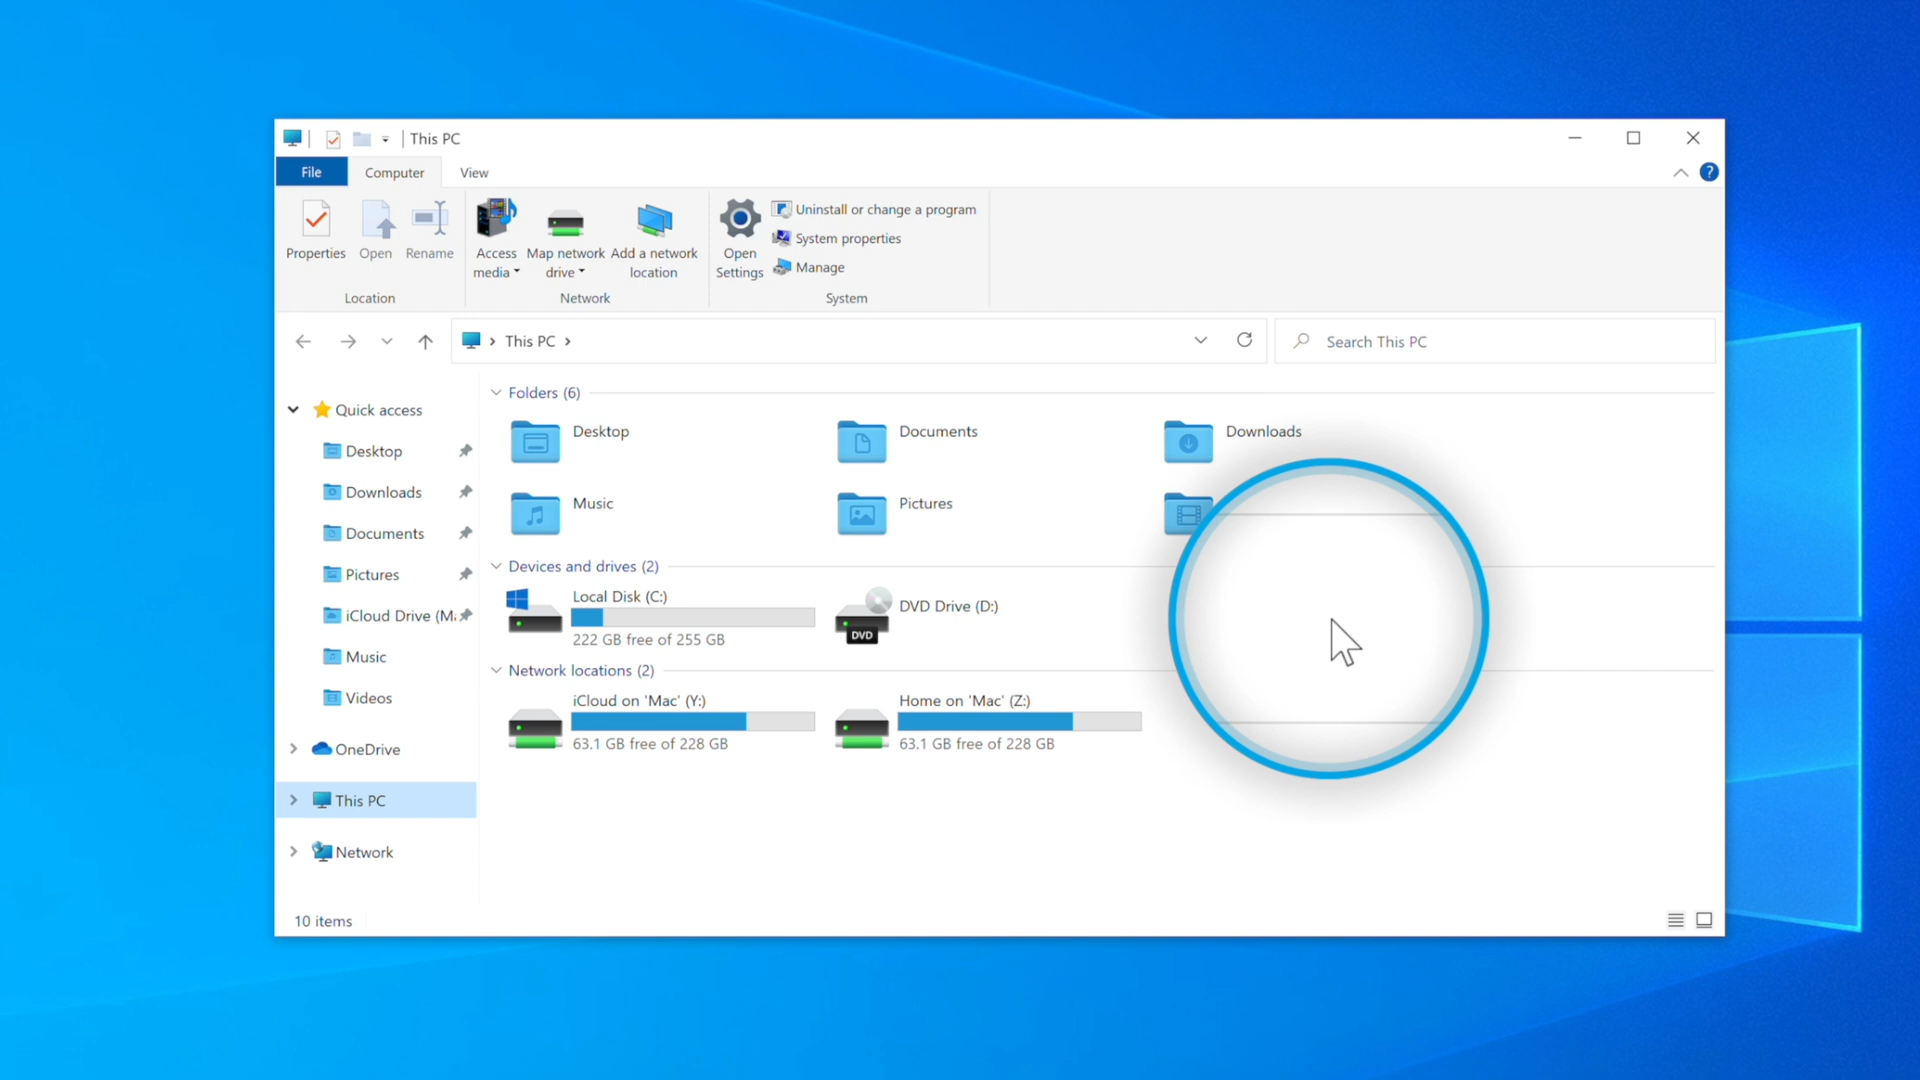 This PC
File
Computer
View
?
Properties
Open
Rename
Access media
Map network drive
Add a network location
Open Settings
Uninstall or change a program
System properties
Manage
Location
Network
System
This PC
Search This PC
Quick access
Desktop
Downloads
Documents
Pictures
iCloud Drive (Ma
Music
Videos
OneDrive
This PC
Network
Folders (6)
Desktop
Documents
Downloads
Music
Pictures
Devices and drives (2)
Local Disk (C:)
222 GB free of 255 GB
DVD
DVD Drive (D:)
Network locations (2)
iCloud on 'Mac' (Y:)
63.1 GB free of 228 GB
Home on 'Mac' (Z:)
63.1 GB free of 228 GB
10 items